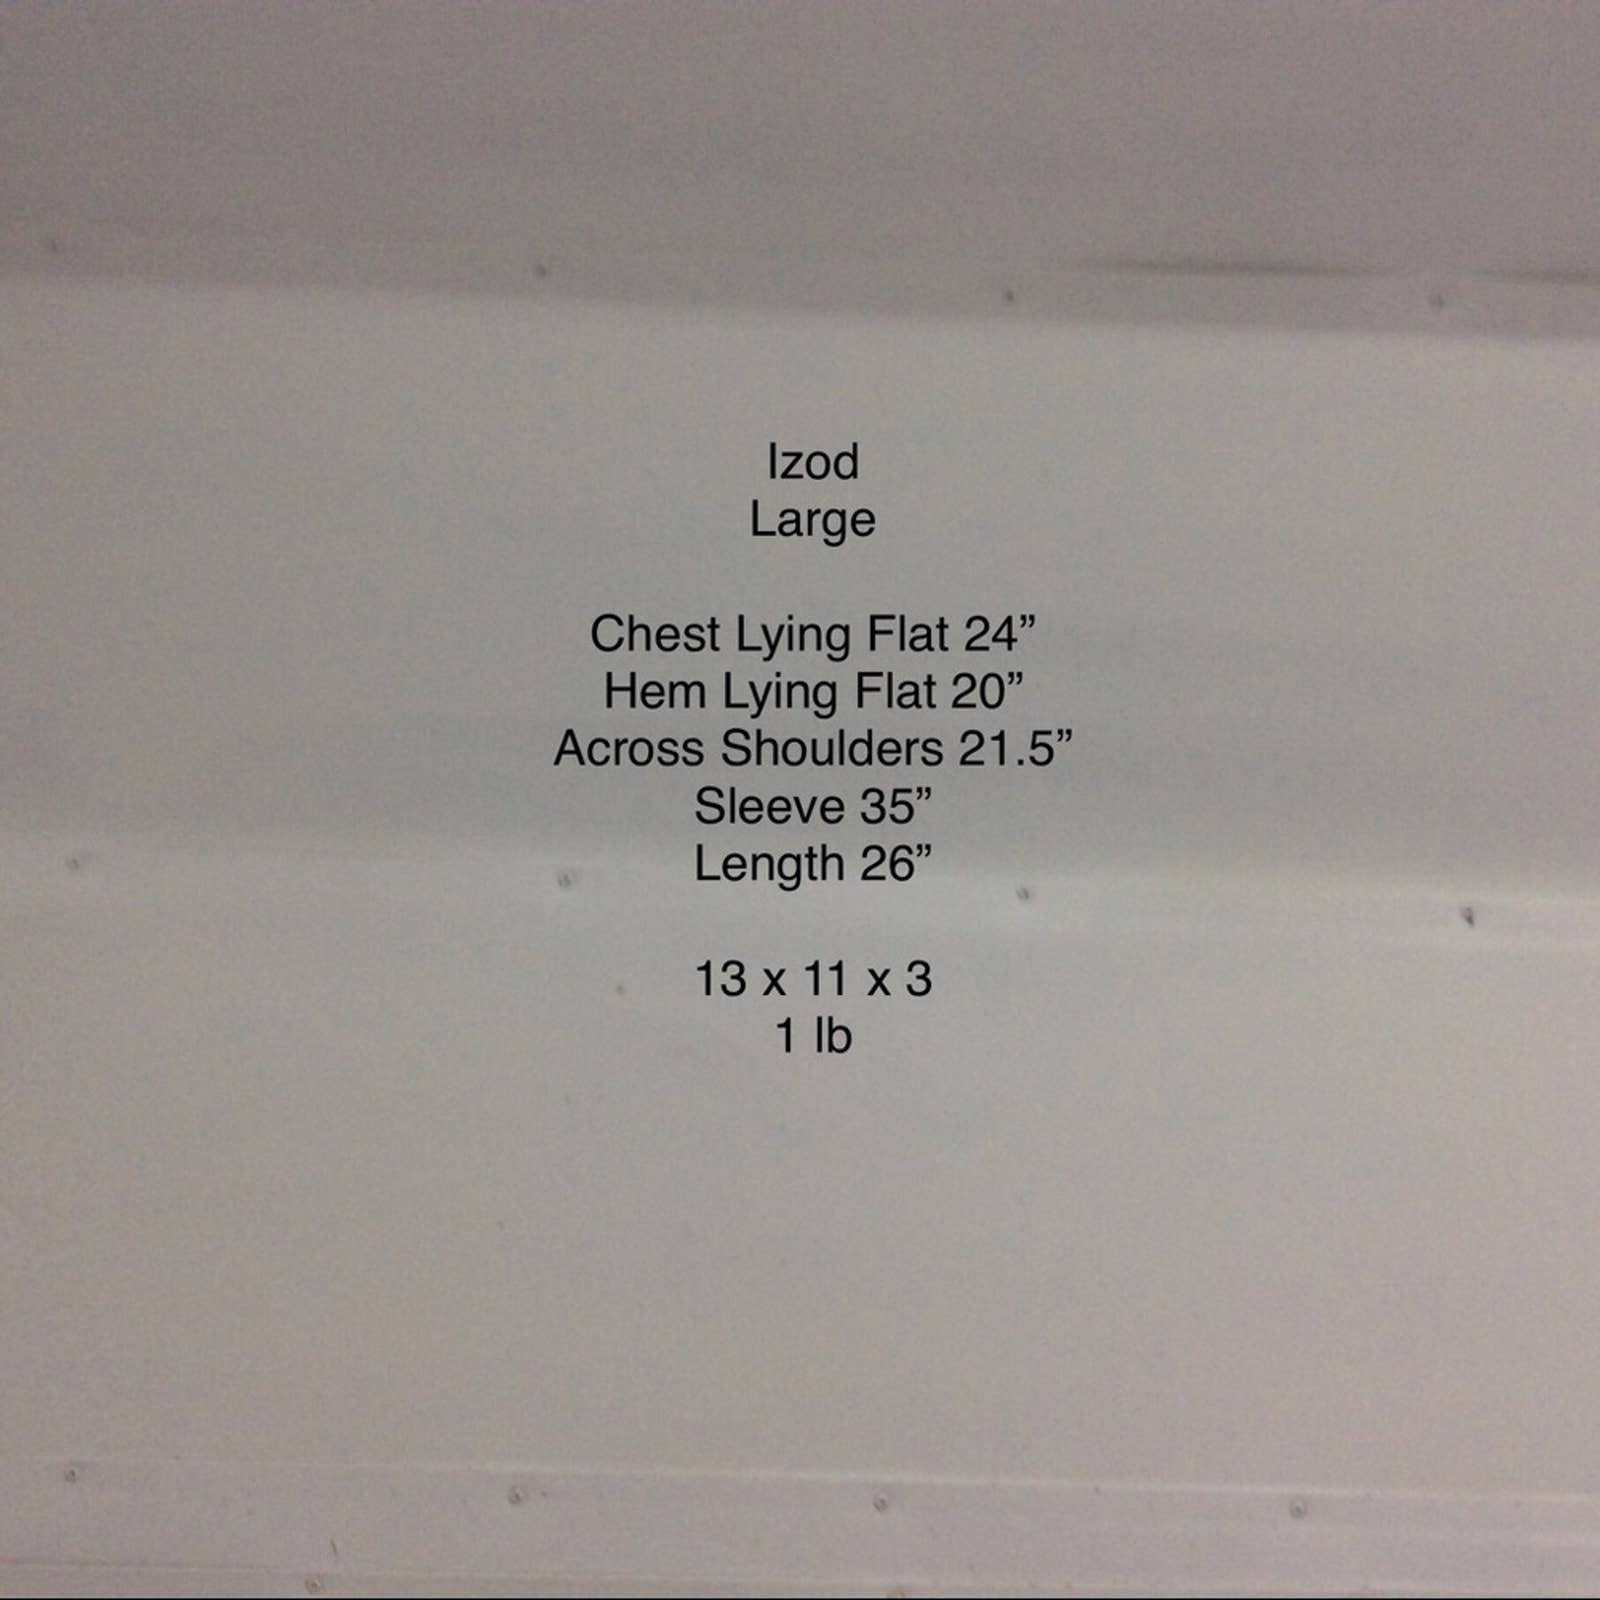 Izod
Large
Chest Lying Flat 24”
Hem Lying Flat 20”
Across Shoulders 21.5”
Sleeve 35”
Length 26”
13 x 11 x 3
1 lb